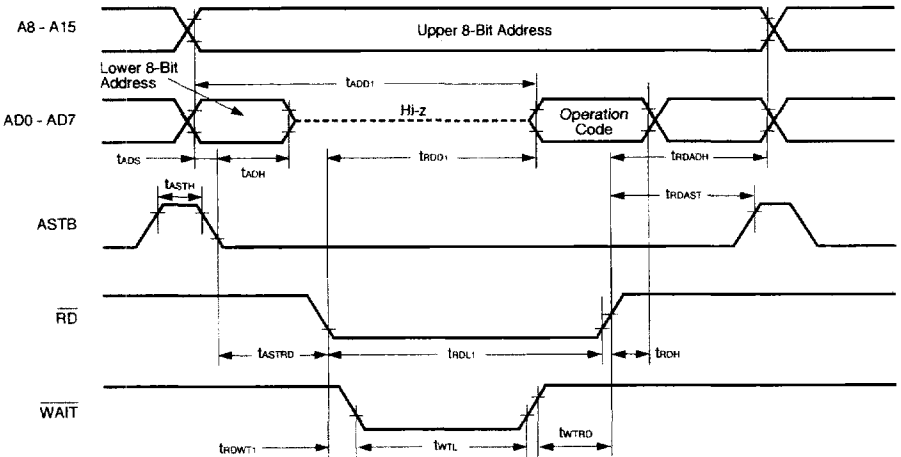 A8 - A15
Upper 8-Bit Address
Lower 8-Bit
Address
tADD1
AD0 - AD7
Hi-z
Operation
Code
tADS
tADH
tRDD1
tRDADH
tASTH
tRDAST
ASTB
RD
tASTRD
tRDL1
tRDH
WAIT
tRDWT1
tWTL
tWTRD